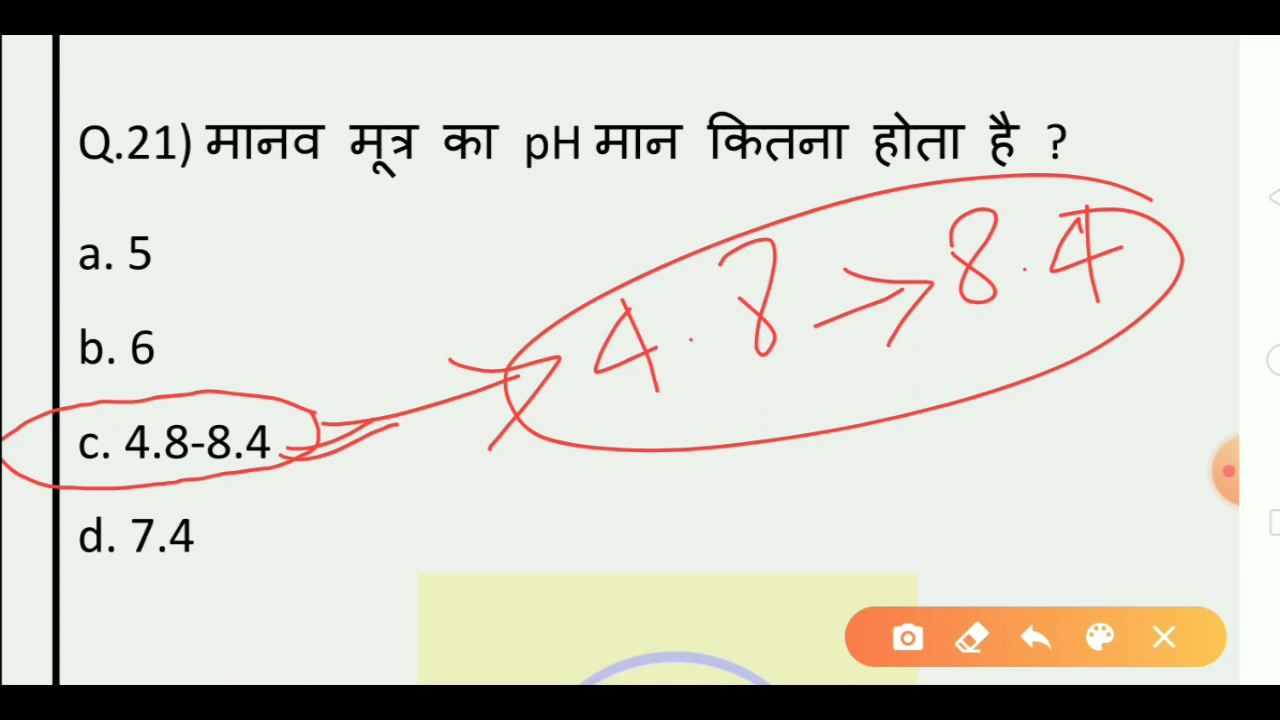 Q.21) मानव मूत्र का pH मान कितना होता है ?
a. 5
4.8 → 8.4
b. 6
c. 4.8-8.4
d. 7.4